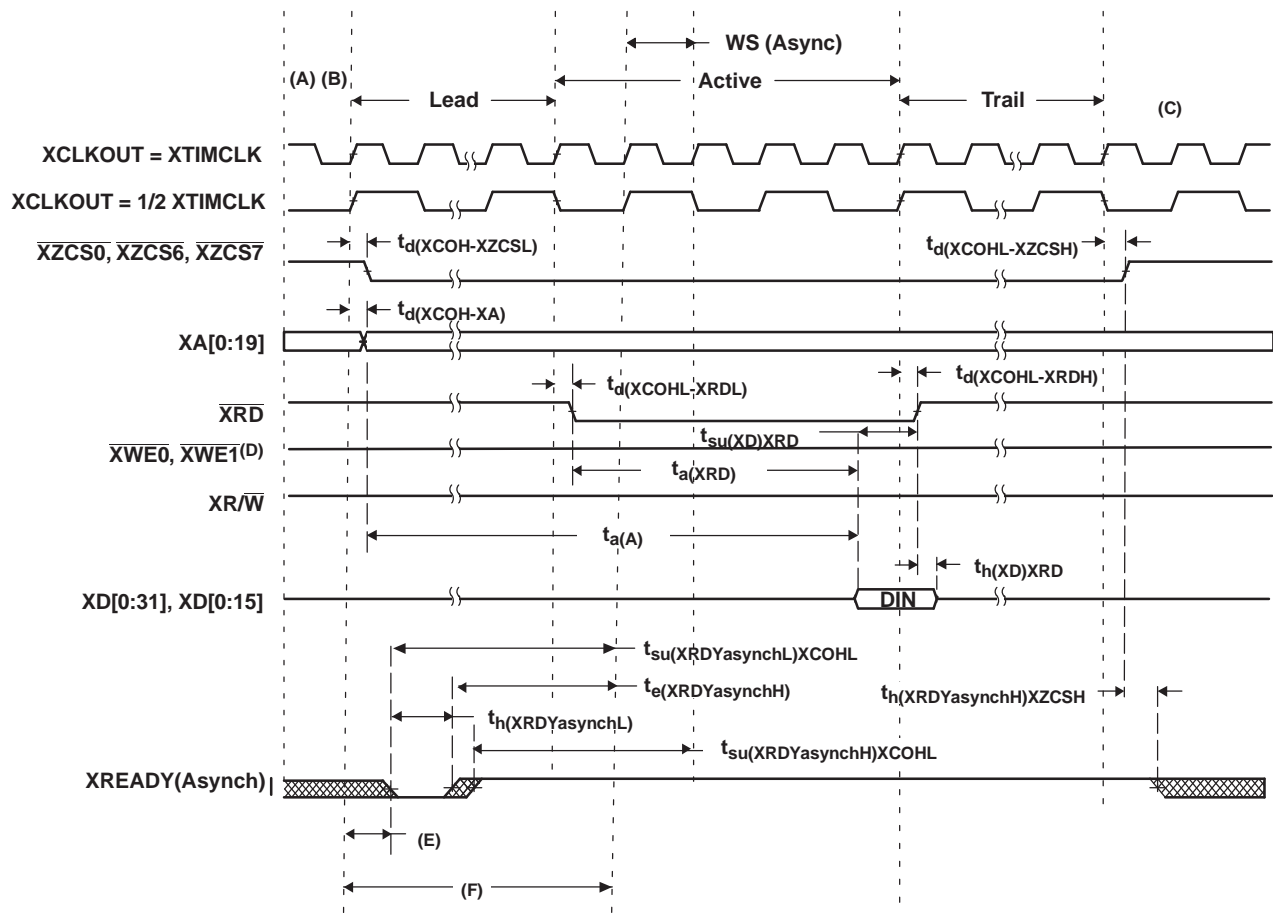 WS (Async)
(A) (B)
Active
Lead
Trail
(C)
XCLKOUT = XTIMCLK
XCLKOUT = 1/2 XTIMCLK
XZCS0, XZCS6, XZCS7
td(XCOH-XZCSL)
td(XCOHL-XZCSH)
td(XCOH-XA)
XA[0:19]
td(XCOHL-XRDL)
td(XCOHL-XRDH)
XRD
tsu(XD)XRD
XWE0, XWE1(D)
ta(XRD)
XR/W
ta(A)
th(XD)XRD
XD[0:31], XD[0:15]
DIN
tsu(XRDYasynchL)XCOHL
te(XRDYasynchH)
th(XRDYasynchH)XZCSH
th(XRDYasynchL)
tsu(XRDYasynchH)XCOHL
XREADY(Asynch)
(E)
(F)